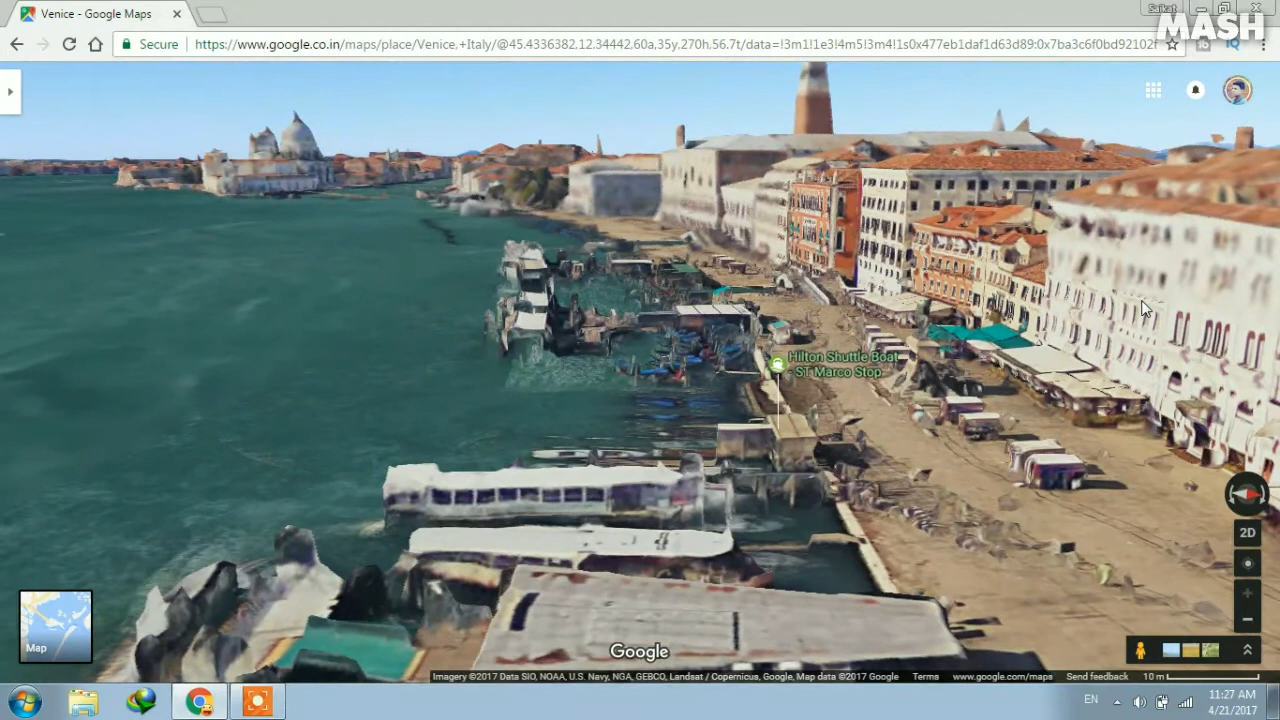 Venice - Google Maps
Saikat
MASH
Secure
https://www.google.co.in/maps/place/Venice,+Italy/@45.4336382,12.34442,60a,35y,270h,56.7t/data=!3m1!1e3!4m5!3m4!1s0x477eb1daf1d63d89:0x7ba3c6f0bd92102f
IQ
Hilton Shuttle Boat
- ST Marco Stop
2D
Map
Google
Imagery ©2017 Data SIO, NOAA, U.S. Navy, NGA, GEBCO, Landsat / Copernicus, Google, Map data ©2017 Google
Terms
www.google.com/maps
Send feedback
10 m
EN
11:27 AM
4/21/2017